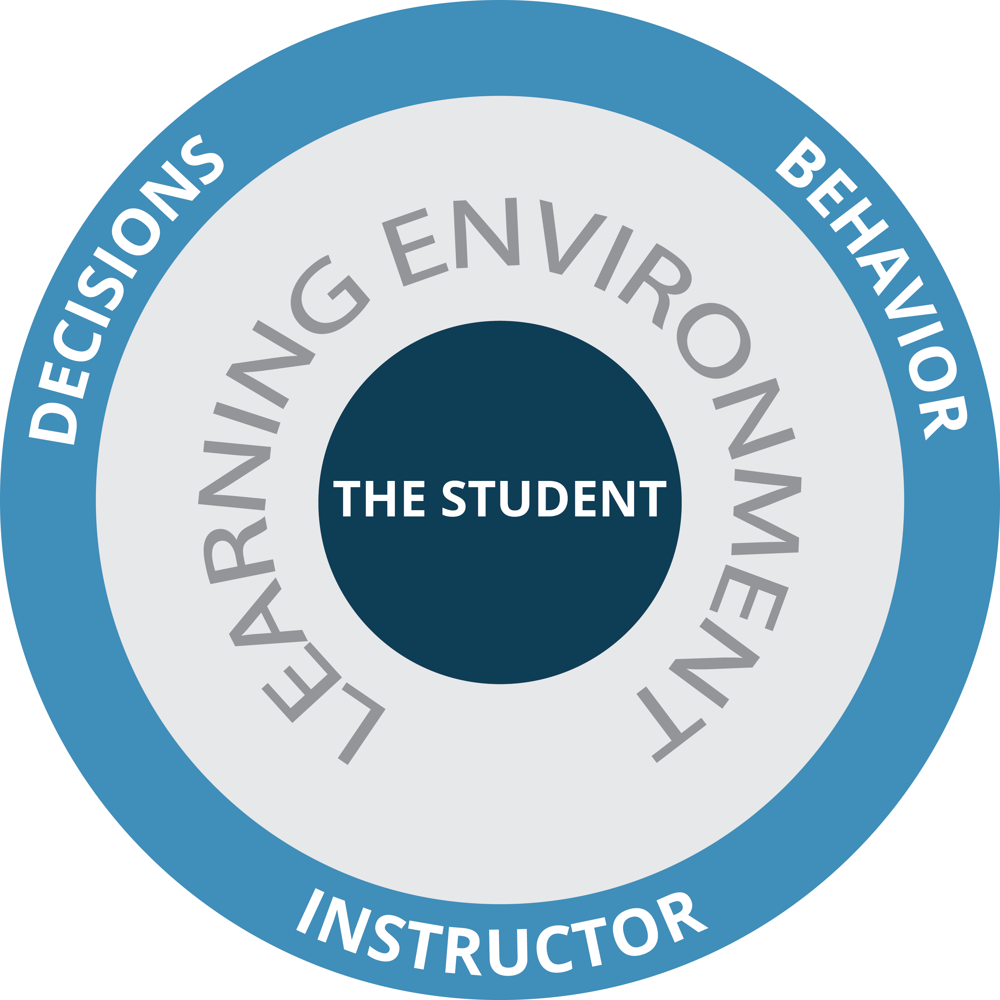 DECISIONS
BEHAVIOR
LEARNING ENVIRONMENT
THE STUDENT
INSTRUCTOR